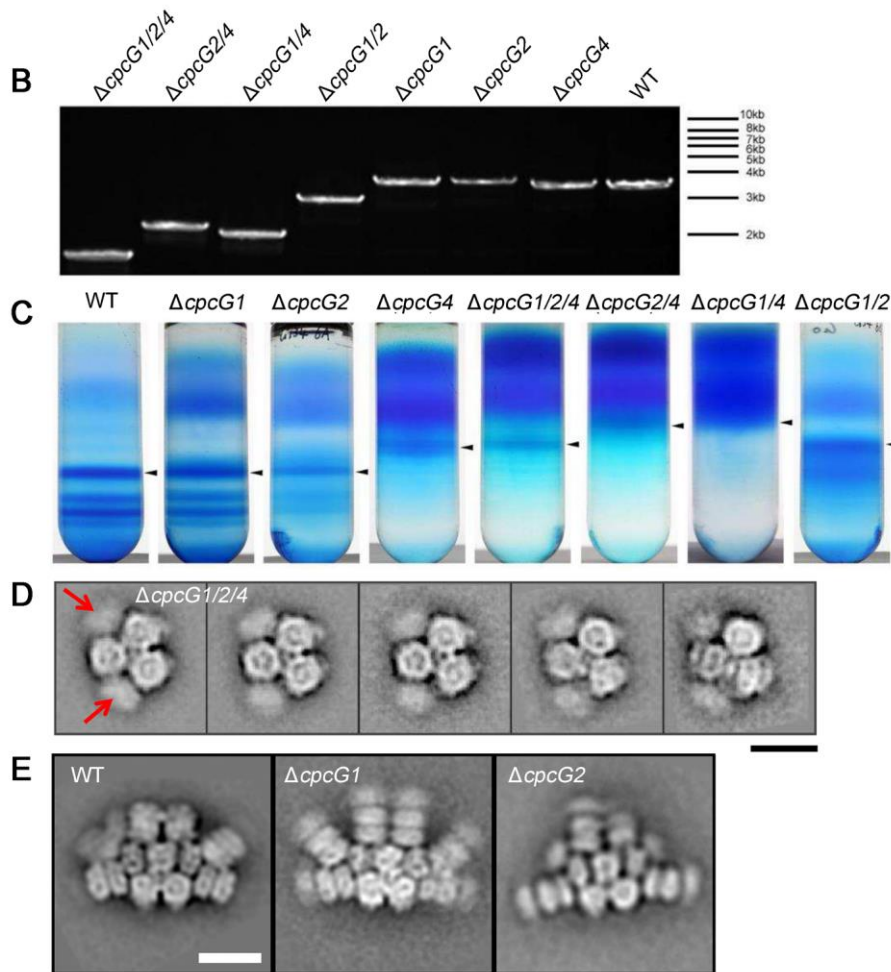 B
ΔcpcG1/2/4 ΔcpcG2/4 ΔcpcG1/4 ΔcpcG1/2 ΔcpcG1 ΔcpcG2 ΔcpcG4 WT
10kb
8kb
7kb
6kb
5kb
4kb
3kb
2kb
C
WT ΔcpcG1 ΔcpcG2 ΔcpcG4 ΔcpcG1/2/4 ΔcpcG2/4 ΔcpcG1/4 ΔcpcG1/2
D
ΔcpcG1/2/4
E
WT ΔcpcG1 ΔcpcG2